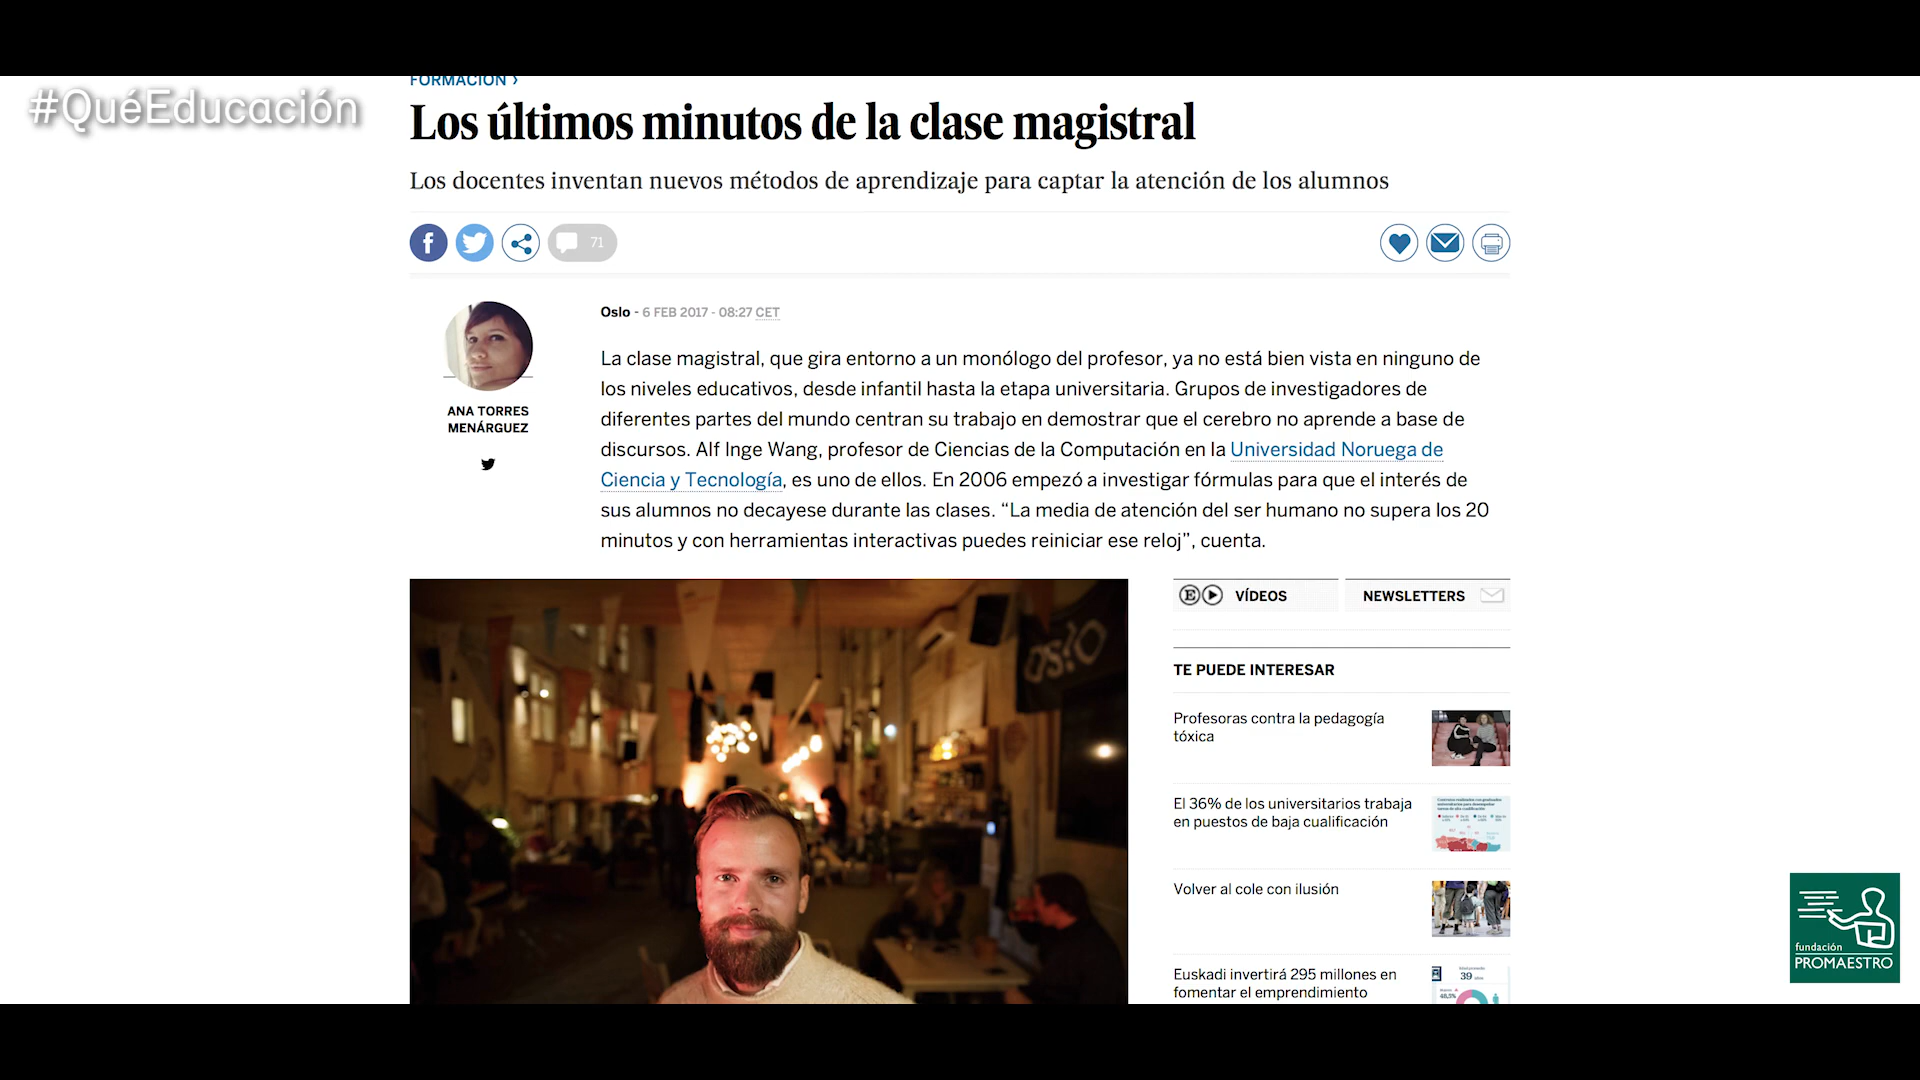 FORMACIÓN ›
#QuéEducación
Los últimos minutos de la clase magistral
Los docentes inventan nuevos métodos de aprendizaje para captar la atención de los alumnos
71
Oslo - 6 FEB 2017 - 08:27 CET
ANA TORRES
MENÁRGUEZ
La clase magistral, que gira entorno a un monólogo del profesor, ya no está bien vista en ninguno de
los niveles educativos, desde infantil hasta la etapa universitaria. Grupos de investigadores de
diferentes partes del mundo centran su trabajo en demostrar que el cerebro no aprende a base de
discursos. Alf Inge Wang, profesor de Ciencias de la Computación en la Universidad Noruega de
Ciencia y Tecnología, es uno de ellos. En 2006 empezó a investigar fórmulas para que el interés de
sus alumnos no decayese durante las clases. “La media de atención del ser humano no supera los 20
minutos y con herramientas interactivas puedes reiniciar ese reloj”, cuenta.
OSLO
VÍDEOS
NEWSLETTERS
TE PUEDE INTERESAR
Profesoras contra la pedagogía
tóxica
El 36% de los universitarios trabaja
en puestos de baja cualificación
Volver al cole con ilusión
Euskadi invertirá 295 millones en
fomentar el emprendimiento
39
fundación
PROMAESTRO